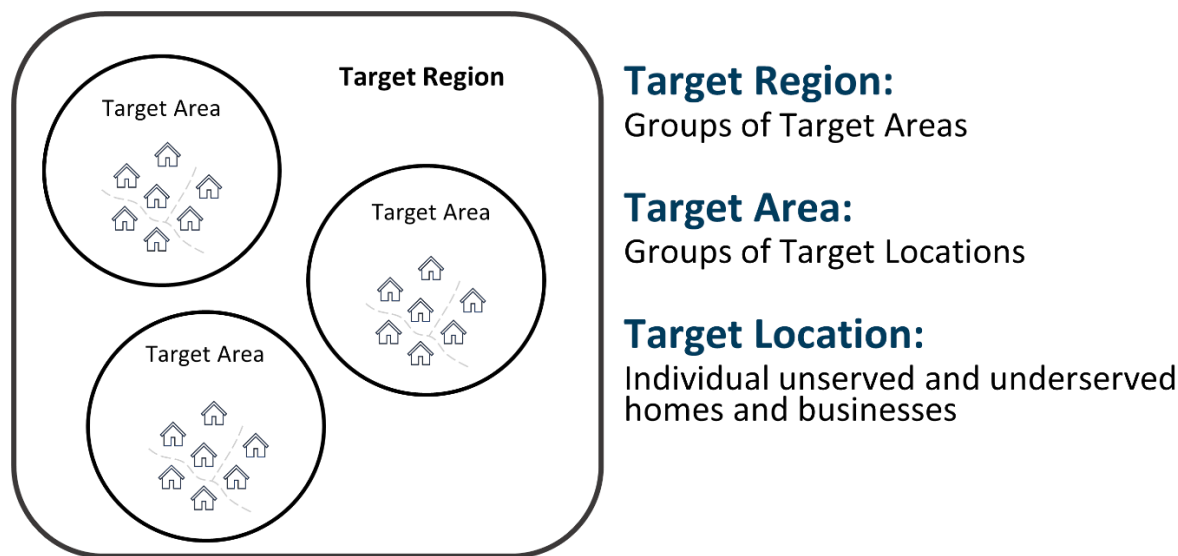 Target Region
Target Area
Target Area
Target Area
Target Region:
Groups of Target Areas
Target Area:
Groups of Target Locations
Target Location:
Individual unserved and underserved
homes and businesses